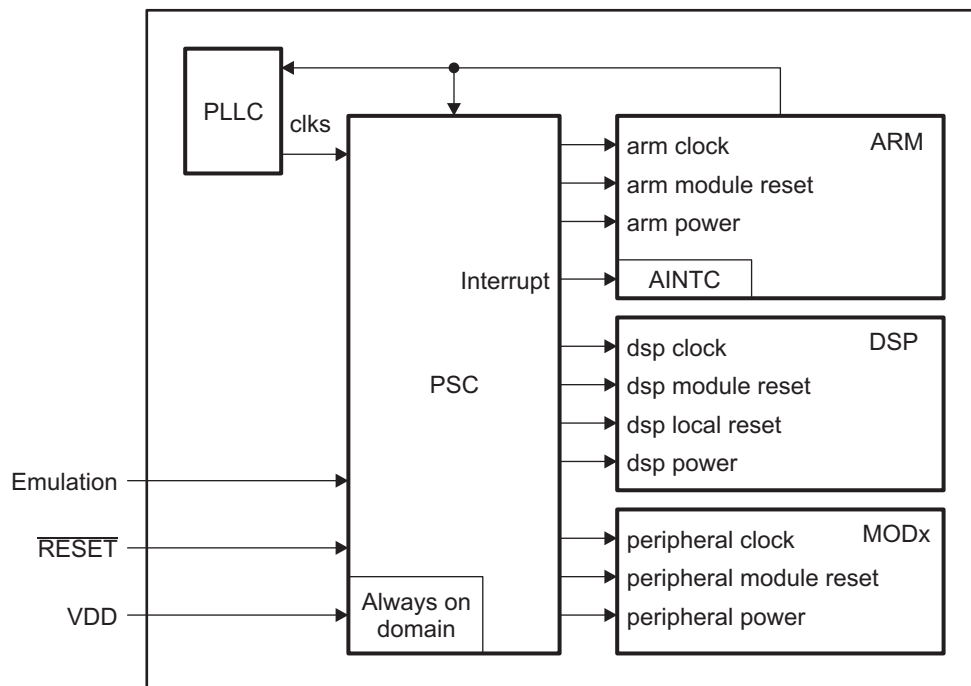 PLLC
clks
ARM
arm clock
arm module reset
arm power
Interrupt
AINTC
DSP
dsp clock
PSC
dsp module reset
dsp local reset
dsp power
Emulation
RESET
MODx
peripheral clock
peripheral module reset
peripheral power
VDD
Always on
domain